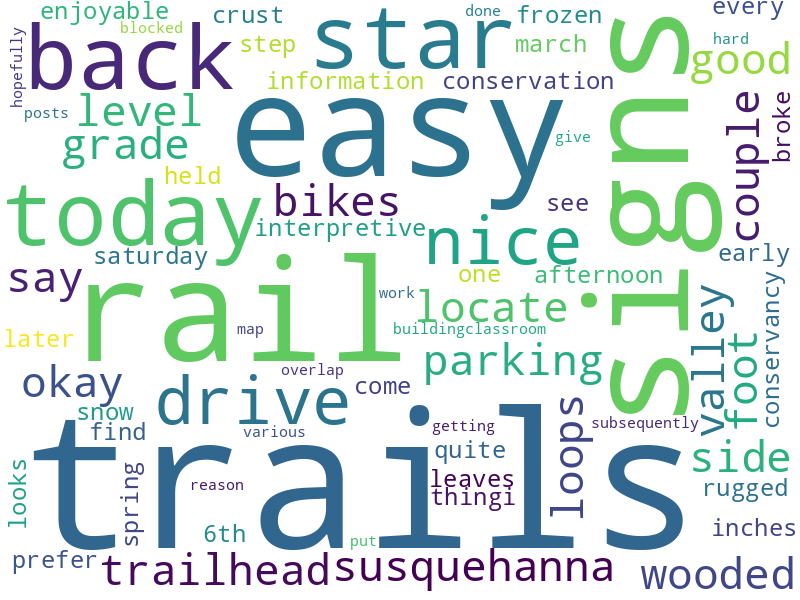 enjoyable
blocked
crust
done
frozen
every
hopefully
back
step
star
march
signs
hard
good
information
conservation
posts
level
easy
give
couple
broke
grade
held
today
bikes
see
interpretive
nice
saturday
early
say
rail
one
afternoon
work
locate
valley
foot
conservancy
later
map
buildingclassroom
parking
okay
drive
overlap
come
snow
find
various
trails
getting
loops
subsequently
looks
spring
quite
side
reason
leaves
thingi
rugged
6th
put
inches
prefer
trailhead
susquehanna
wooded